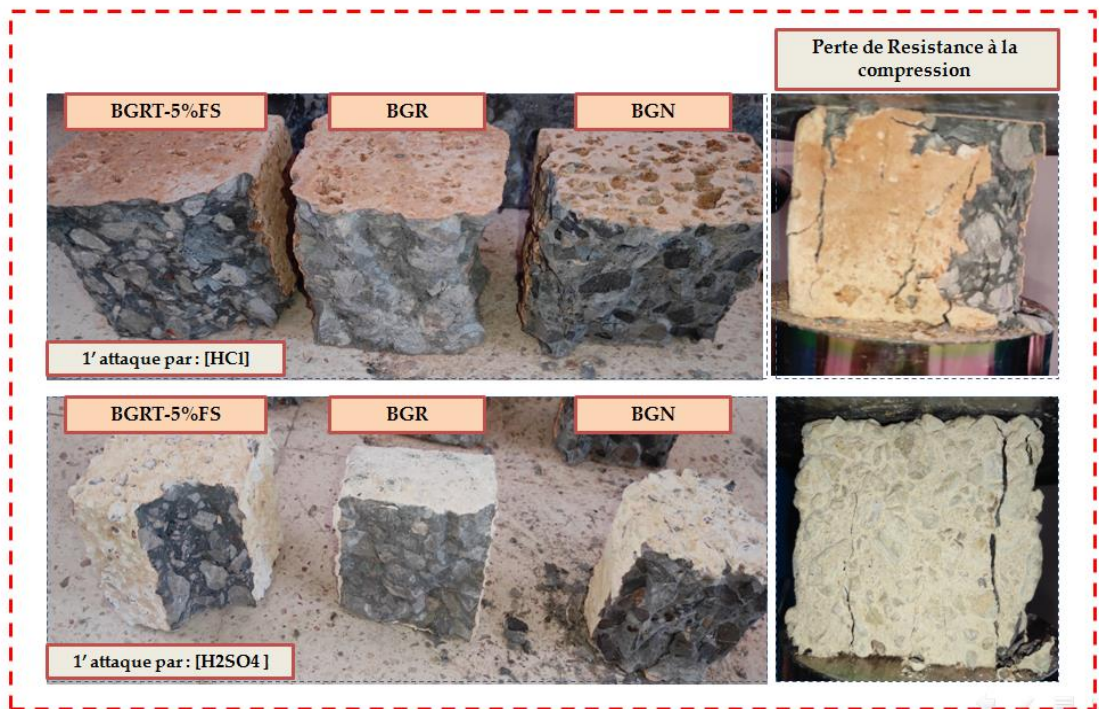 Perte de Resistance à la
compression
BGRT-5%FS
BGR
BGN
1' attaque par : [HCl]
BGRT-5%FS
BGR
BGN
1' attaque par : [H2SO4 ]